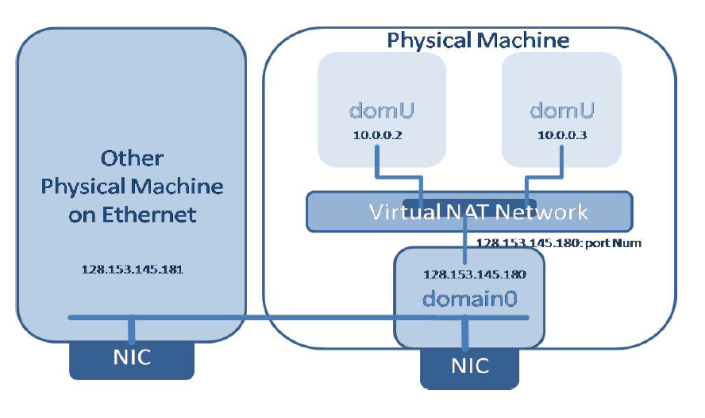 Physical Machine
domU
10.0.0.2
domU
10.0.0.3
Other
Physical Machine
on Ethernet
128.153.145.181
Virtual NAT Network
128.153.145.180: port Num
128.153.145.180
domain0
NIC
NIC